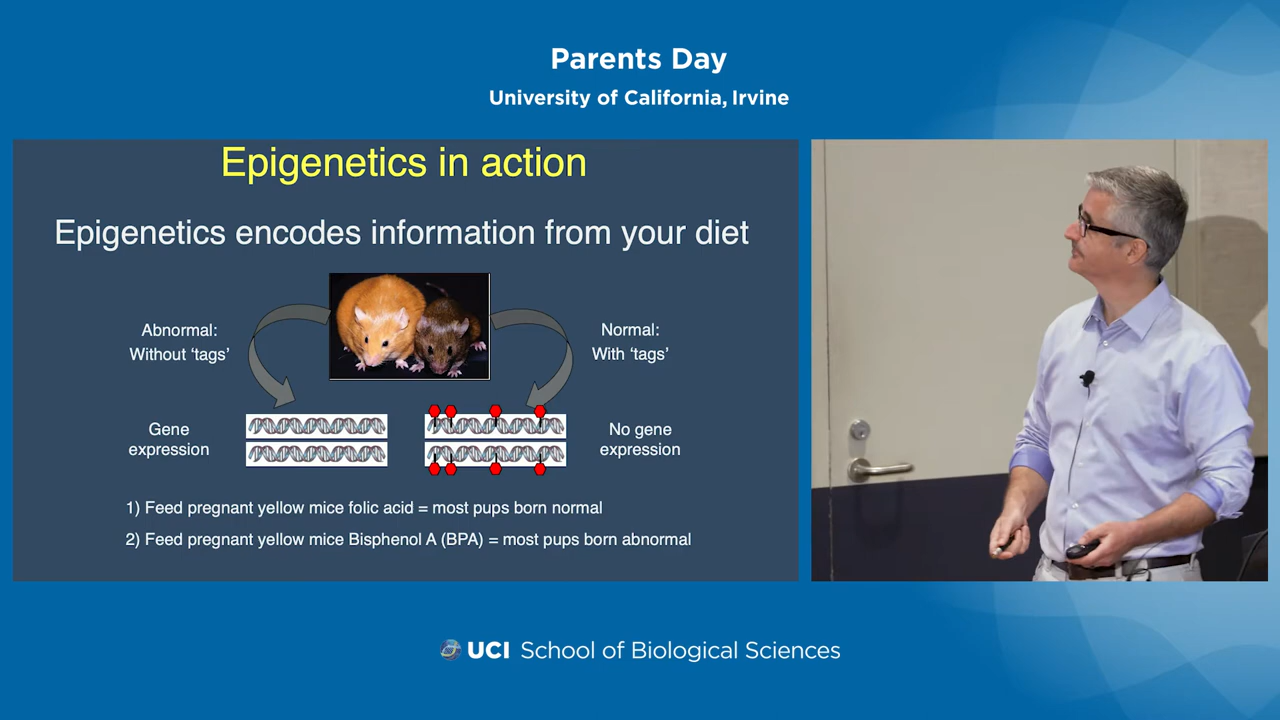 Parents Day
University of California, Irvine
Epigenetics in action
Epigenetics encodes information from your diet
Abnormal:
Without ‘tags’
Normal:
With ‘tags’
Gene
expression
No gene
expression
1) Feed pregnant yellow mice folic acid = most pups born normal
2) Feed pregnant yellow mice Bisphenol A (BPA) = most pups born abnormal
UCI School of Biological Sciences